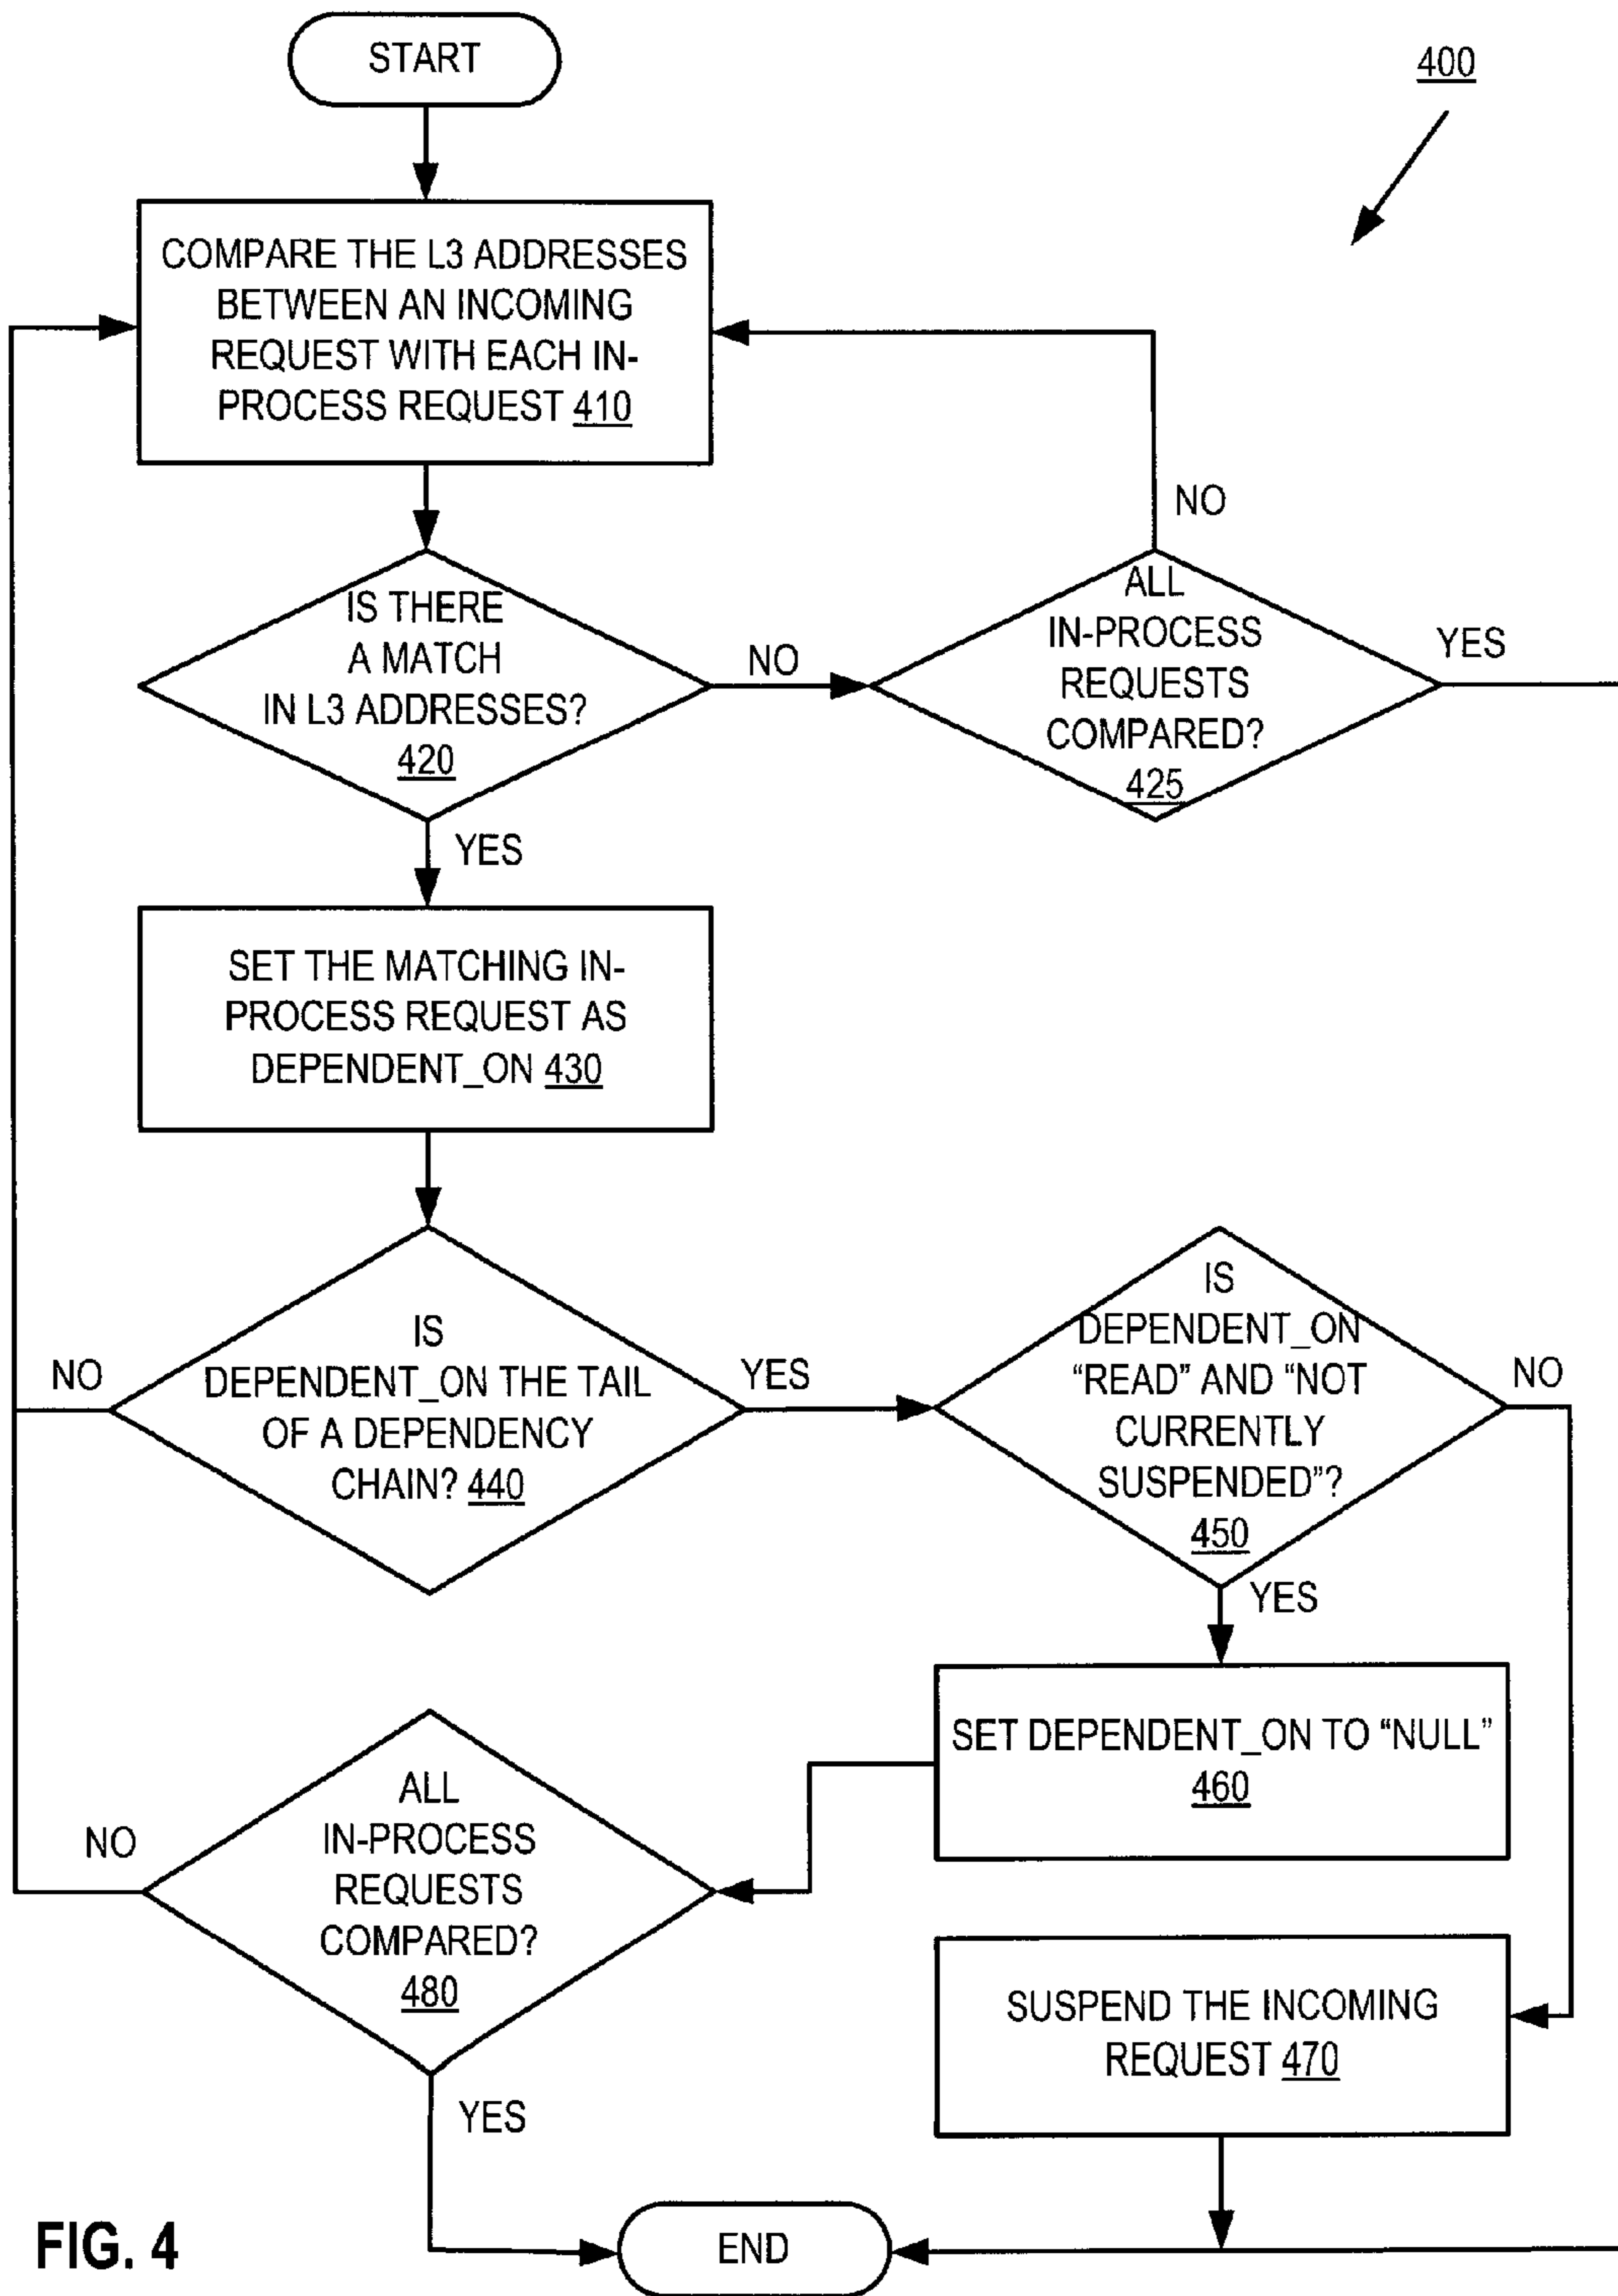 START
400
COMPARE THE L3 ADDRESSES
BETWEEN AN INCOMING
REQUEST WITH EACH IN-
PROCESS REQUEST 410
NO
IS THERE
A MATCH
IN L3 ADDRESSES?
420
NO
ALL
IN-PROCESS
REQUESTS
COMPARED?
425
YES
YES
SET THE MATCHING IN-
PROCESS REQUEST AS
DEPENDENT_ON 430
NO
IS
DEPENDENT_ON THE TAIL
OF A DEPENDENCY
CHAIN? 440
YES
IS
DEPENDENT_ON
“READ” AND “NOT
CURRENTLY
SUSPENDED”?
450
NO
YES
SET DEPENDENT_ON TO “NULL”
460
NO
ALL
IN-PROCESS
REQUESTS
COMPARED?
480
SUSPEND THE INCOMING
REQUEST 470
YES
END
FIG. 4